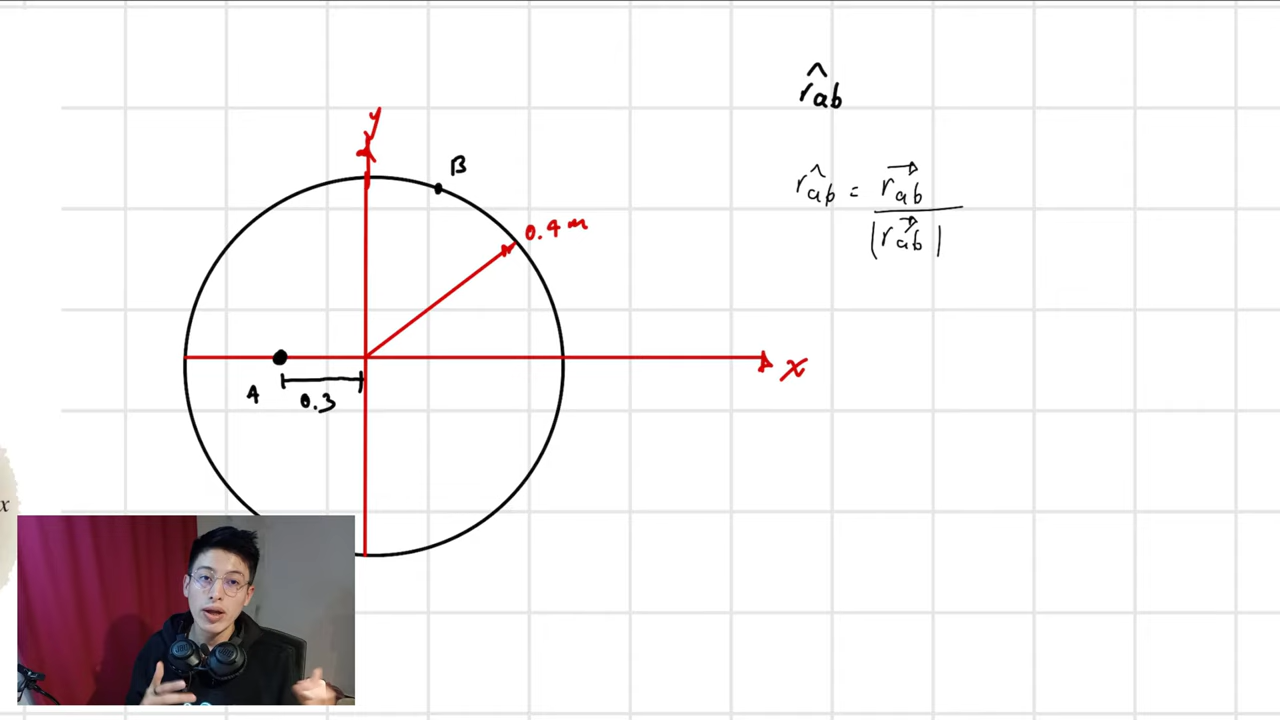 r̂ab
y
B
r̂ab = r⃗ab
|r⃗ab|
0.4 m
x
A
0.3
x